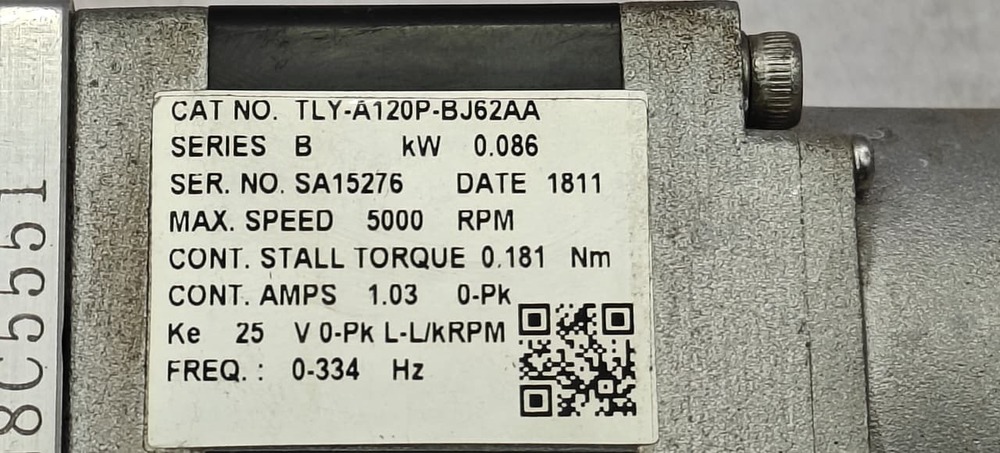 CAT NO. TLY-A120P-BJ62AA
SERIES B kW 0.086
SER. NO. SA15276 DATE 1811
MAX. SPEED 5000 RPM
CONT. STALL TORQUE 0.181 Nm
CONT. AMPS 1.03 0-Pk
Ke 25 V 0-Pk L-L/kRPM
FREQ. : 0-334 Hz
8C5551